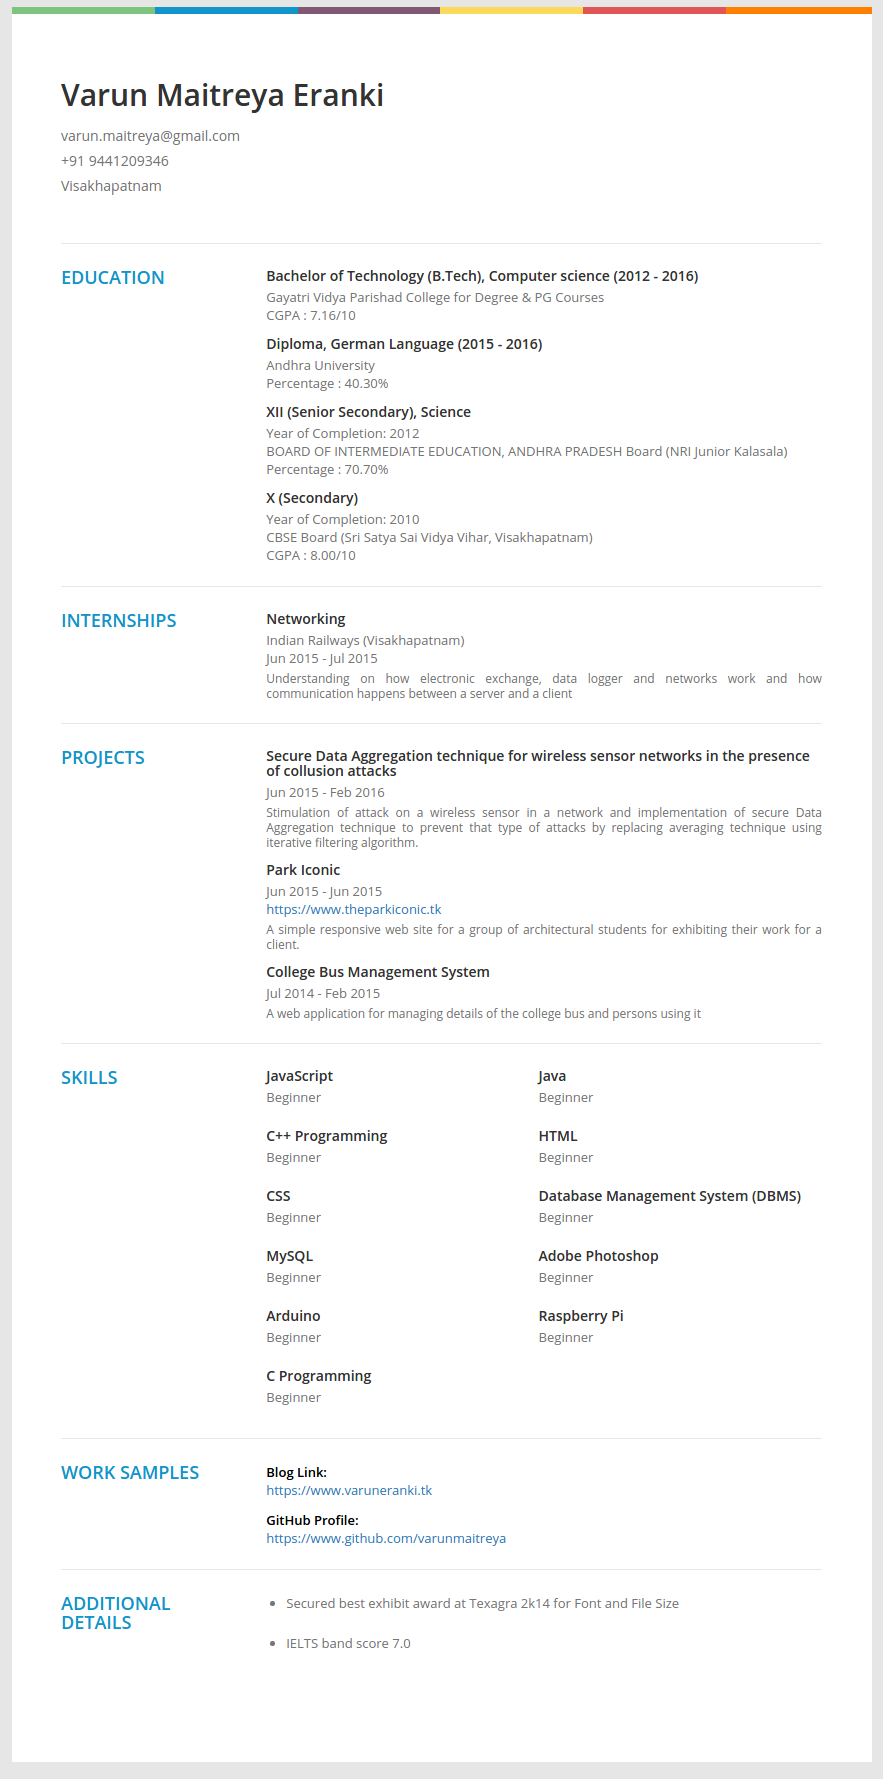 Varun Maitreya Eranki
varun.maitreya@gmail.com
+91 9441209346
Visakhapatnam
EDUCATION
Bachelor of Technology (B.Tech), Computer science (2012 - 2016)
Gayatri Vidya Parishad College for Degree & PG Courses
CGPA : 7.16/10
Diploma, German Language (2015 - 2016)
Andhra University
Percentage : 40.30%
XII (Senior Secondary), Science
Year of Completion: 2012
BOARD OF INTERMEDIATE EDUCATION, ANDHRA PRADESH Board (NRI Junior Kalasala)
Percentage : 70.70%
X (Secondary)
Year of Completion: 2010
CBSE Board (Sri Satya Sai Vidya Vihar, Visakhapatnam)
CGPA : 8.00/10
INTERNSHIPS
Networking
Indian Railways (Visakhapatnam)
Jun 2015 - Jul 2015
Understanding on how electronic exchange, data logger and networks work and how
communication happens between a server and a client
PROJECTS
Secure Data Aggregation technique for wireless sensor networks in the presence
of collusion attacks
Jun 2015 - Feb 2016
Stimulation of attack on a wireless sensor in a network and implementation of secure Data
Aggregation technique to prevent that type of attacks by replacing averaging technique using
iterative filtering algorithm.
Park Iconic
Jun 2015 - Jun 2015
https://www.theparkiconic.tk
A simple responsive web site for a group of architectural students for exhibiting their work for a
client.
College Bus Management System
Jul 2014 - Feb 2015
A web application for managing details of the college bus and persons using it
SKILLS
JavaScript
Beginner
Java
Beginner
C++ Programming
Beginner
HTML
Beginner
CSS
Beginner
Database Management System (DBMS)
Beginner
MySQL
Beginner
Adobe Photoshop
Beginner
Arduino
Beginner
Raspberry Pi
Beginner
C Programming
Beginner
WORK SAMPLES
Blog Link:
https://www.varuneranki.tk
GitHub Profile:
https://www.github.com/varunmaitreya
ADDITIONAL
DETAILS
• Secured best exhibit award at Texagra 2k14 for Font and File Size
• IELTS band score 7.0